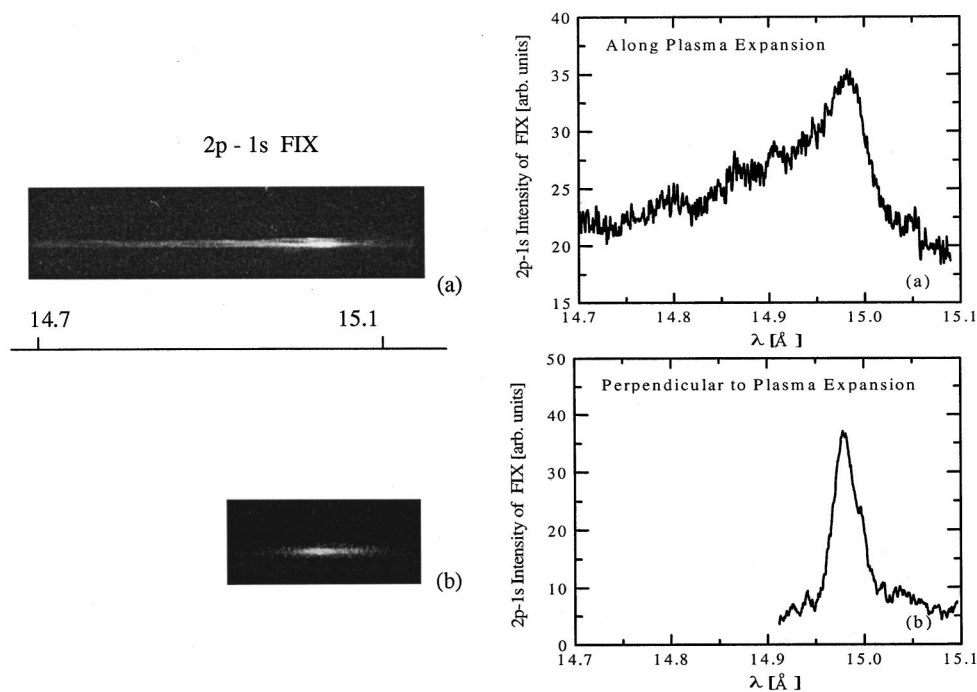 2p - 1s FIX
(a)
14.7 15.1
(b)
40
35
30
25
20
15
2p-1s Intensity of FIX [arb. units]
Along Plasma Expansion
(a)
14.7 14.8 14.9 15.0 15.1
λ [Å]
50
40
30
20
10
0
2p-1s Intensity of FIX [arb. units]
Perpendicular to Plasma Expansion
(b)
14.7 14.8 14.9 15.0 15.1
λ [Å]